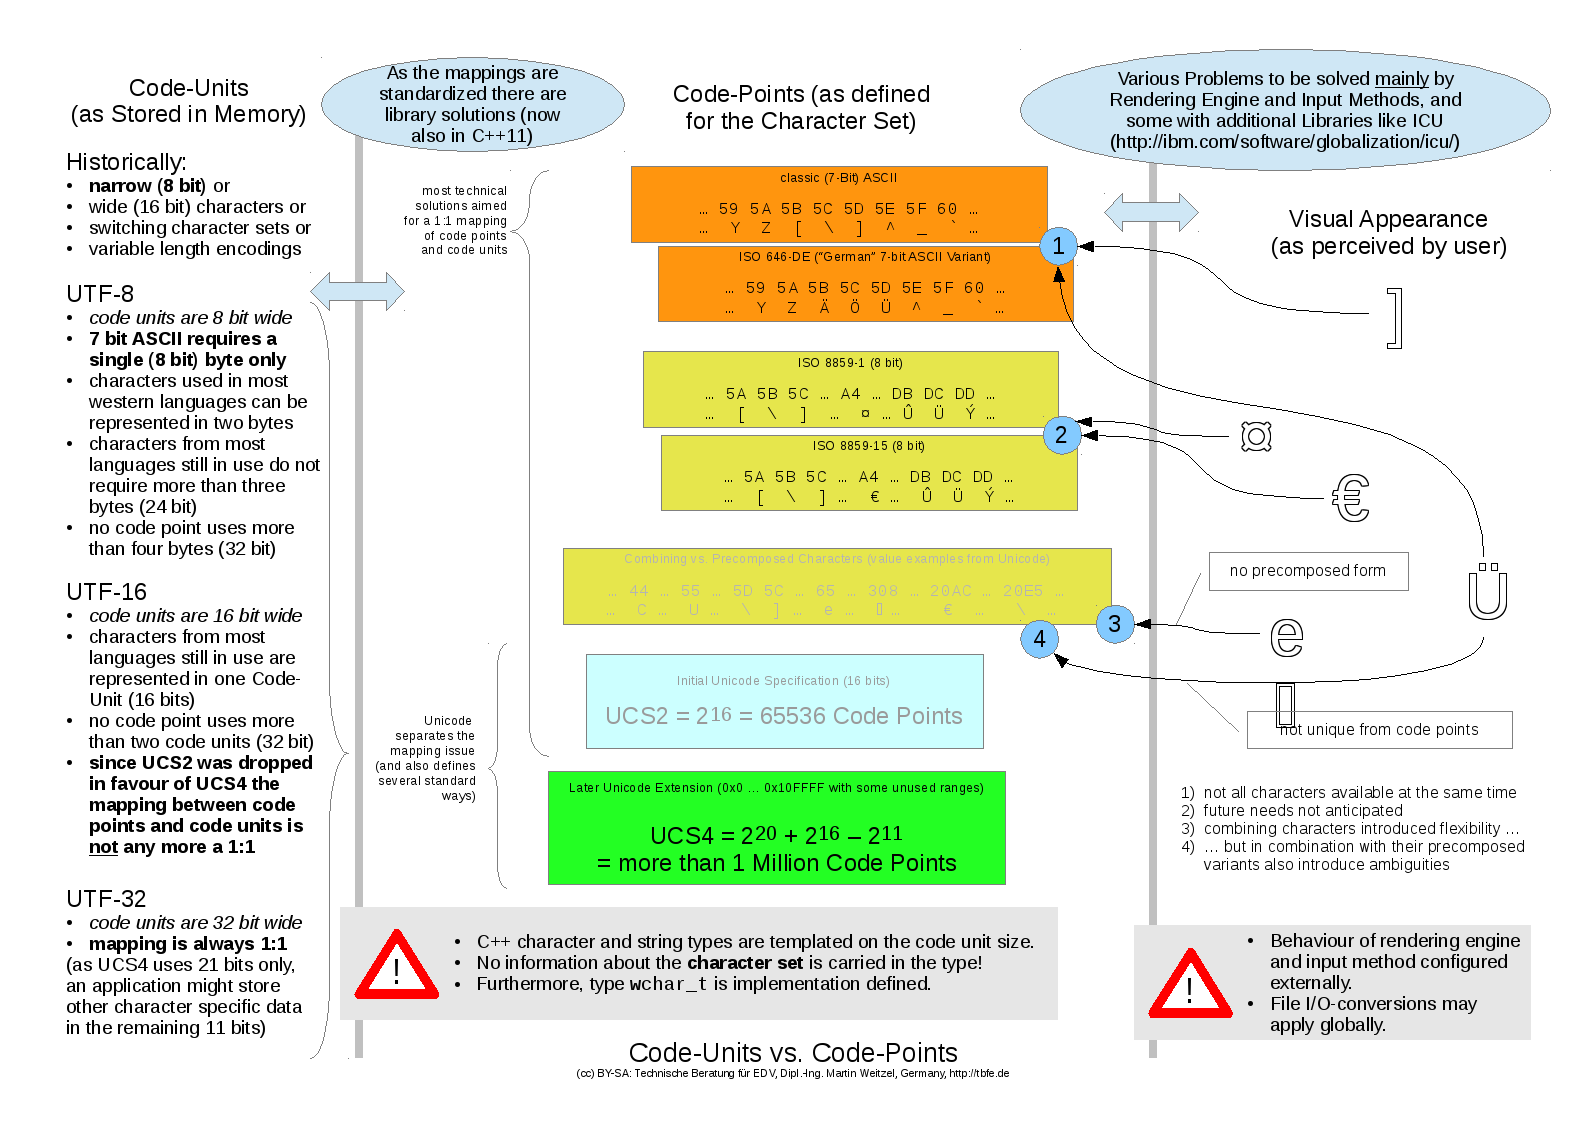 Code-Units
(as Stored in Memory)
Historically:
• narrow (8 bit) or
• wide (16 bit) characters or
• switching character sets or
• variable length encodings
UTF-8
• code units are 8 bit wide
• 7 bit ASCII requires a
single (8 bit) byte only
• characters used in most
western languages can be
represented in two bytes
• characters from most
languages still in use do not
require more than three
bytes (24 bit)
• no code point uses more
than four bytes (32 bit)
UTF-16
• code units are 16 bit wide
• characters from most
languages still in use are
represented in one Code-
Unit (16 bits)
• no code point uses more
than two code units (32 bit)
• since UCS2 was dropped
in favour of UCS4 the
mapping between code
points and code units is
not any more a 1:1
UTF-32
• code units are 32 bit wide
• mapping is always 1:1
(as UCS4 uses 21 bits only,
an application might store
other character specific data
in the remaining 11 bits)
As the mappings are
standardized there are
library solutions (now
also in C++11)
most technical
solutions aimed
for a 1:1 mapping
of code points
and code units
Unicode
separates the
mapping issue
(and also defines
several standard
ways)
Code-Points (as defined
for the Character Set)
classic (7-Bit) ASCII
... 59 5A 5B 5C 5D 5E 5F 60 ...
... Y Z [ \ ] ^ _ ` ...
1
ISO 646-DE ("German" 7-bit ASCII Variant)
... 59 5A 5B 5C 5D 5E 5F 60 ...
... Y Z Ä Ö Ü ^ _ ` ...
ISO 8859-1 (8 bit)
... 5A 5B 5C ... A4 ... DB DC DD ...
... [ \ ] ... ¤ ... Û Ü Ý ...
2
ISO 8859-15 (8 bit)
... 5A 5B 5C ... A4 ... DB DC DD ...
... [ \ ] ... € ... Û Ü Ý ...
Combining vs. Precomposed Characters (value examples from Unicode)
... 44 ... 55 ... 5D 5C ... 65 ... 308 ... 20AC ... 20E5 ...
... C ... U ... \ ] ... e ... ▯ ... € ... \ ...
3
4
Initial Unicode Specification (16 bits)
UCS2 = 2¹⁶ = 65536 Code Points
Later Unicode Extension (0x0 ... 0x10FFFF with some unused ranges)
UCS4 = 2²⁰ + 2¹⁶ – 2¹¹
= more than 1 Million Code Points
!
• C++ character and string types are templated on the code unit size.
• No information about the character set is carried in the type!
• Furthermore, type wchar_t is implementation defined.
Various Problems to be solved mainly by
Rendering Engine and Input Methods, and
some with additional Libraries like ICU
(http://ibm.com/software/globalization/icu/)
Visual Appearance
(as perceived by user)
]
¤
€
no precomposed form
Ü
e
▯
not unique from code points
1) not all characters available at the same time
2) future needs not anticipated
3) combining characters introduced flexibility ...
4) ... but in combination with their precomposed
variants also introduce ambiguities
!
• Behaviour of rendering engine
and input method configured
externally.
• File I/O-conversions may
apply globally.
Code-Units vs. Code-Points
(cc) BY-SA: Technische Beratung für EDV, Dipl.-Ing. Martin Weitzel, Germany, http://tbfe.de